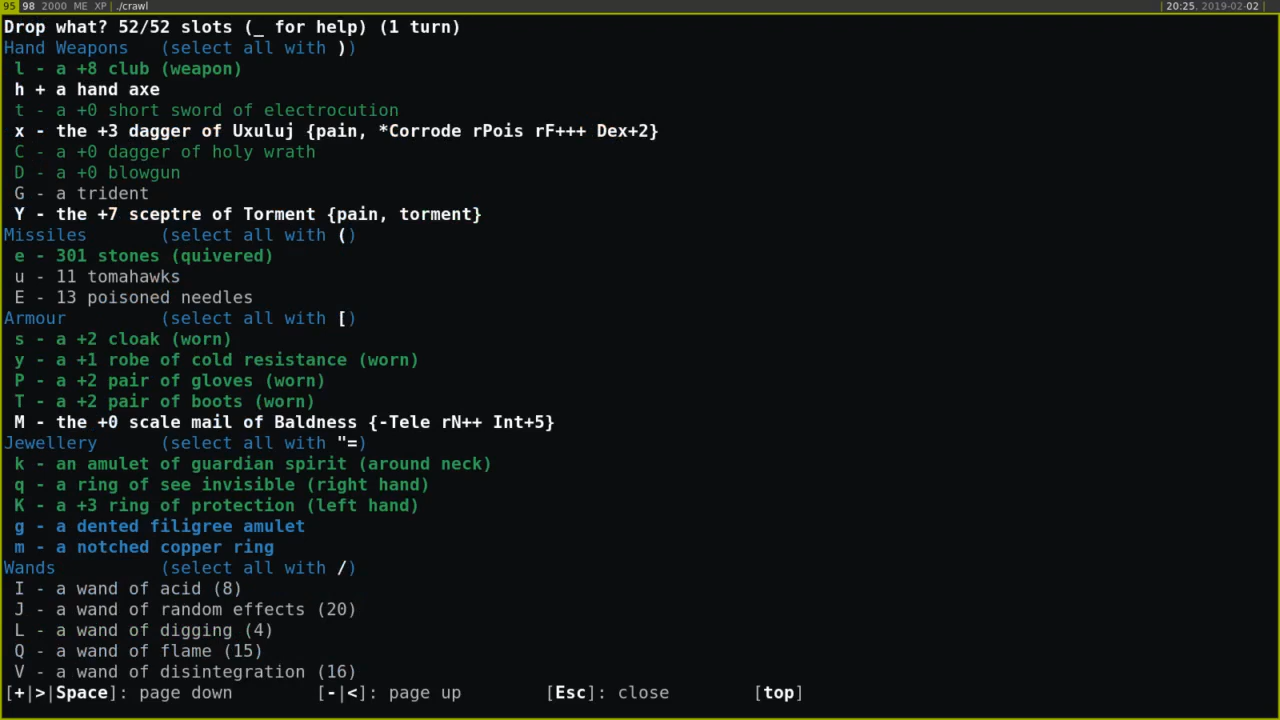 95 98 2000 ME XP ./crawl | 20:25. 2019-02-02 |
Drop what? 52/52 slots (_ for help) (1 turn)
Hand Weapons (select all with ))
l - a +8 club (weapon)
h + a hand axe
t - a +0 short sword of electrocution
x - the +3 dagger of Uxuluj {pain, *Corrode rPois rF+++ Dex+2}
C - a +0 dagger of holy wrath
D - a +0 blowgun
G - a trident
Y - the +7 sceptre of Torment {pain, torment}
Missiles (select all with ()
e - 301 stones (quivered)
u - 11 tomahawks
E - 13 poisoned needles
Armour (select all with [)
s - a +2 cloak (worn)
y - a +1 robe of cold resistance (worn)
P - a +2 pair of gloves (worn)
T - a +2 pair of boots (worn)
M - the +0 scale mail of Baldness {-Tele rN++ Int+5}
Jewellery (select all with "=)
k - an amulet of guardian spirit (around neck)
q - a ring of see invisible (right hand)
K - a +3 ring of protection (left hand)
g - a dented filigree amulet
m - a notched copper ring
Wands (select all with /)
I - a wand of acid (8)
J - a wand of random effects (20)
L - a wand of digging (4)
Q - a wand of flame (15)
V - a wand of disintegration (16)
[+|>|Space]: page down [-|<]: page up [Esc]: close [top]